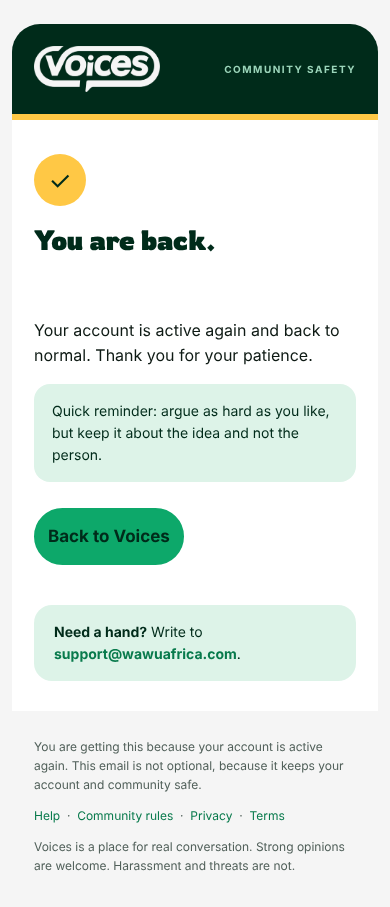 Voices
COMMUNITY SAFETY
You are back.
Your account is active again and back to
normal. Thank you for your patience.
Quick reminder: argue as hard as you like,
but keep it about the idea and not the
person.
Back to Voices
Need a hand? Write to
support@wawuafrica.com.
You are getting this because your account is active
again. This email is not optional, because it keeps your
account and community safe.
Help · Community rules · Privacy · Terms
Voices is a place for real conversation. Strong opinions
are welcome. Harassment and threats are not.